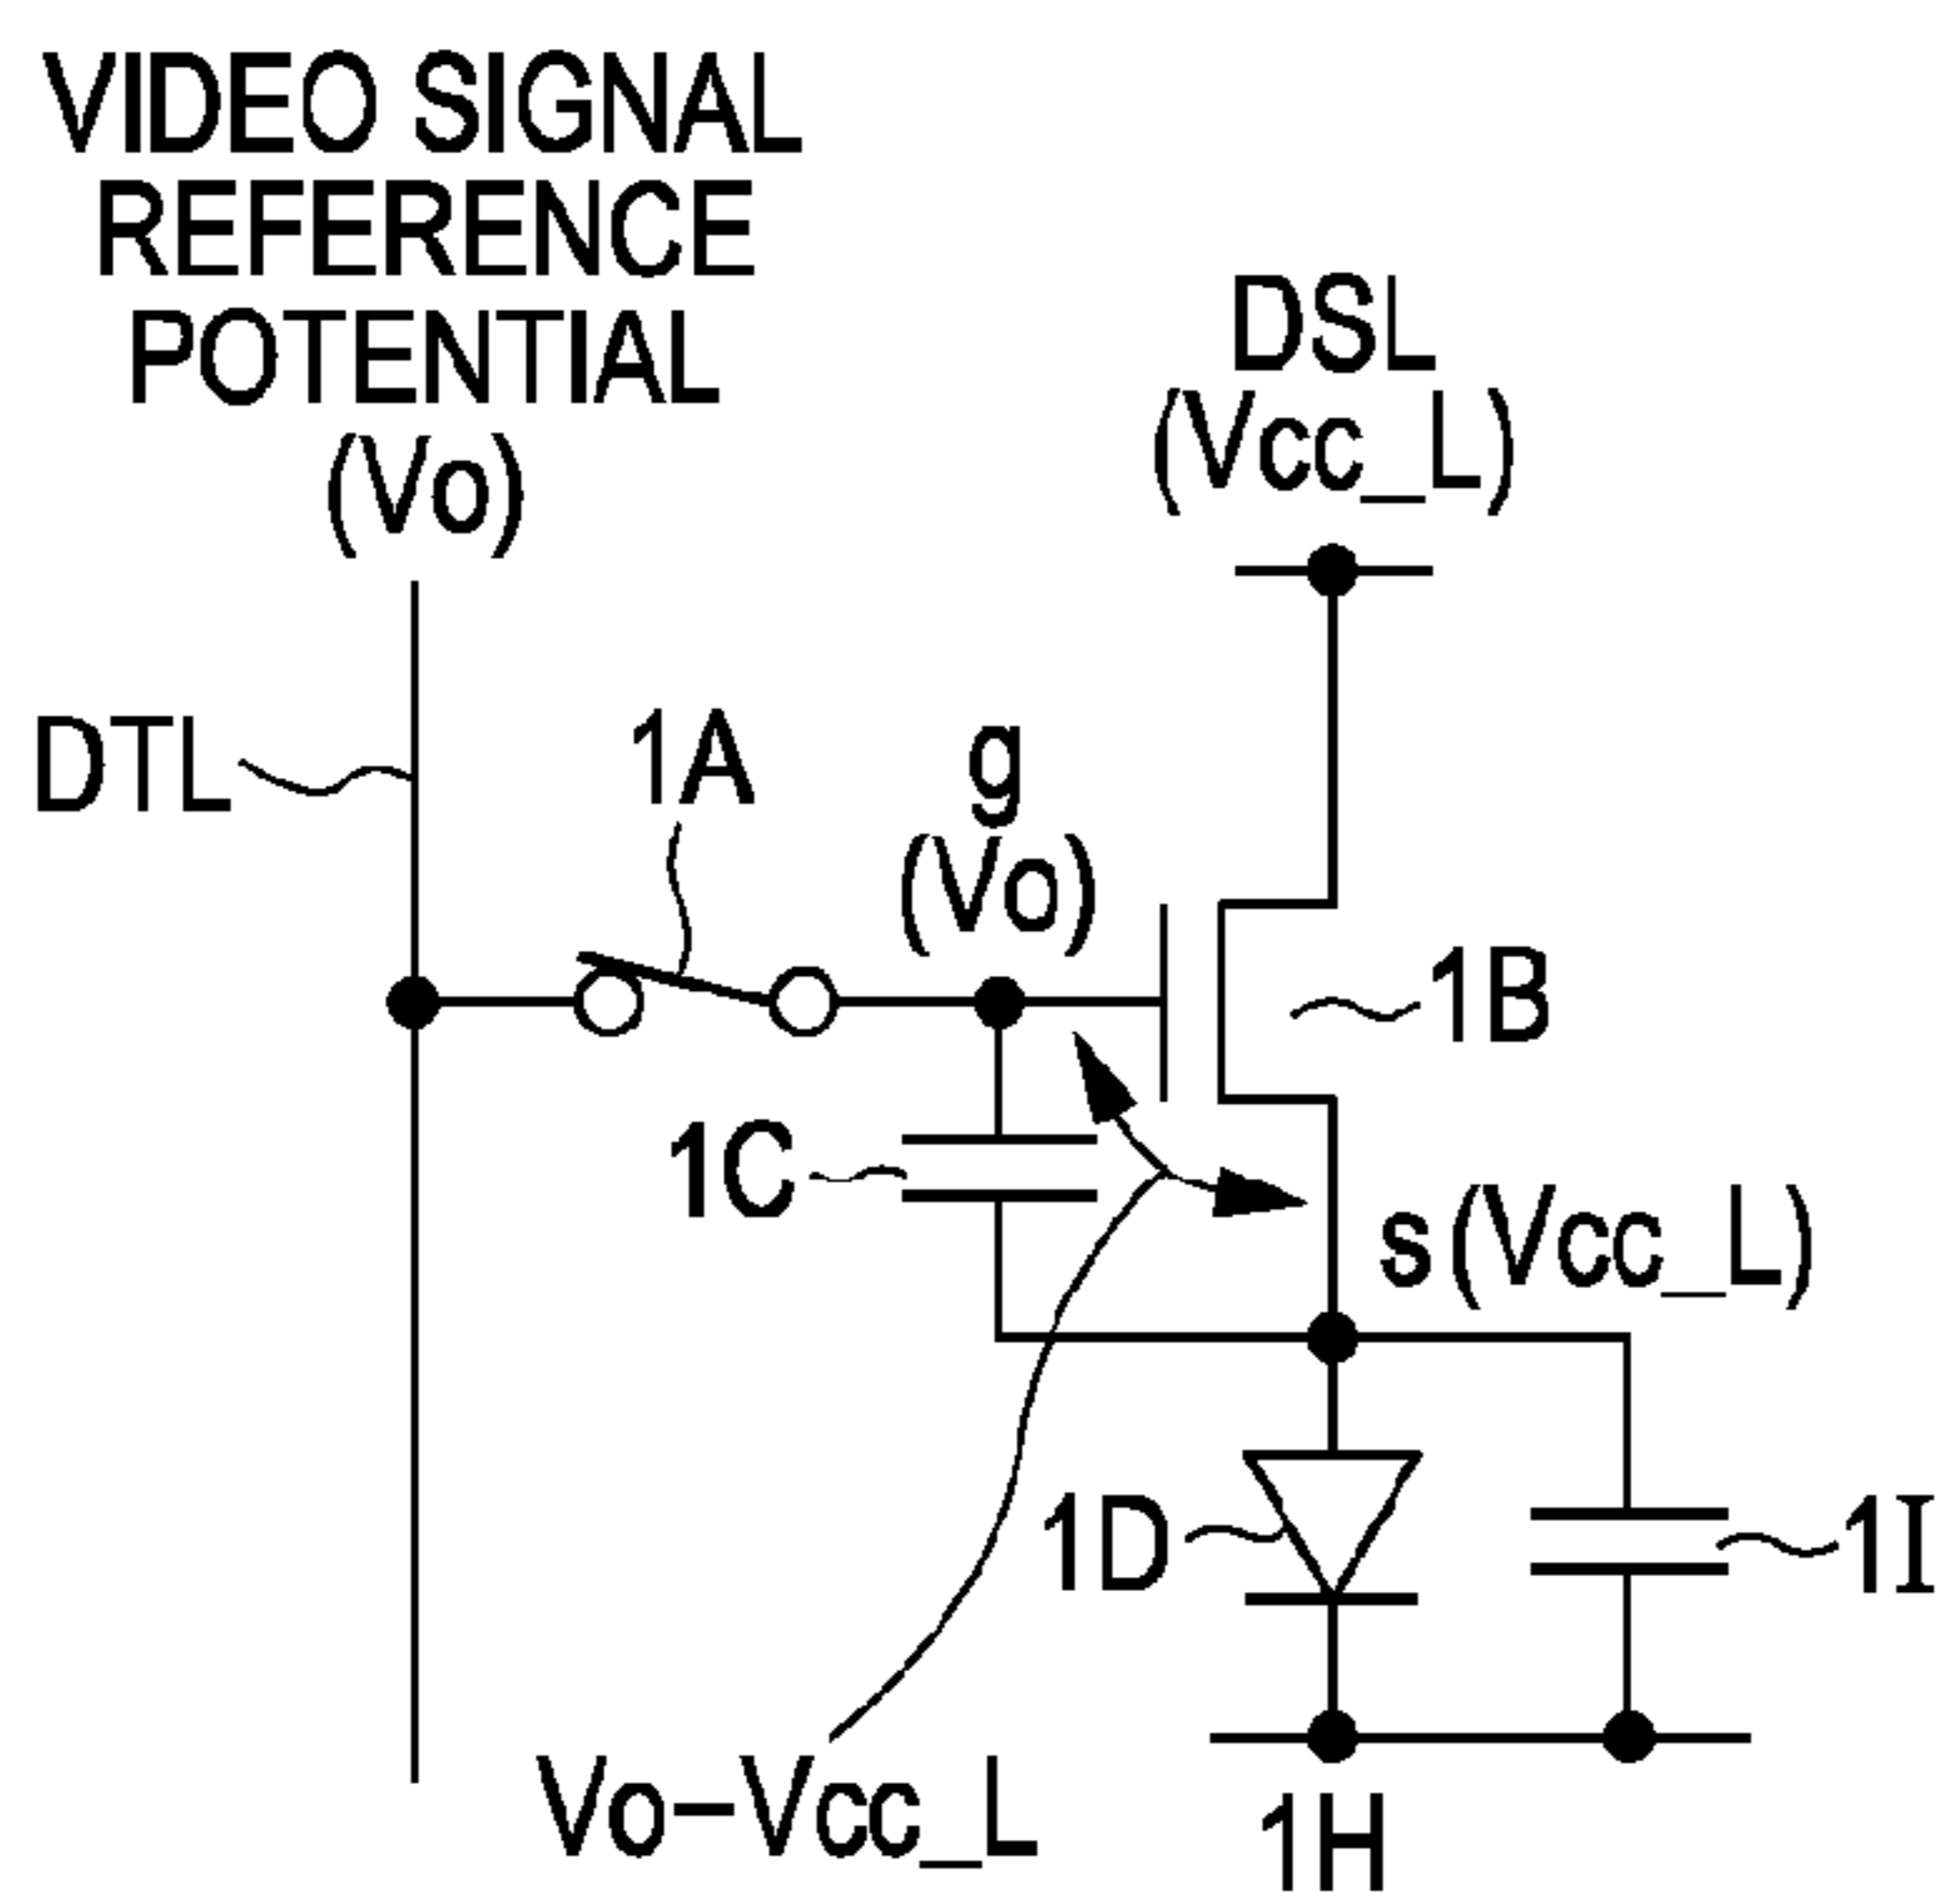 VIDEO SIGNAL
REFERENCE
POTENTIAL
(Vo)
DSL
(Vcc_L)
DTL
1A
g
(Vo)
1B
1C
s(Vcc_L)
1D
1I
Vo−Vcc_L
1H